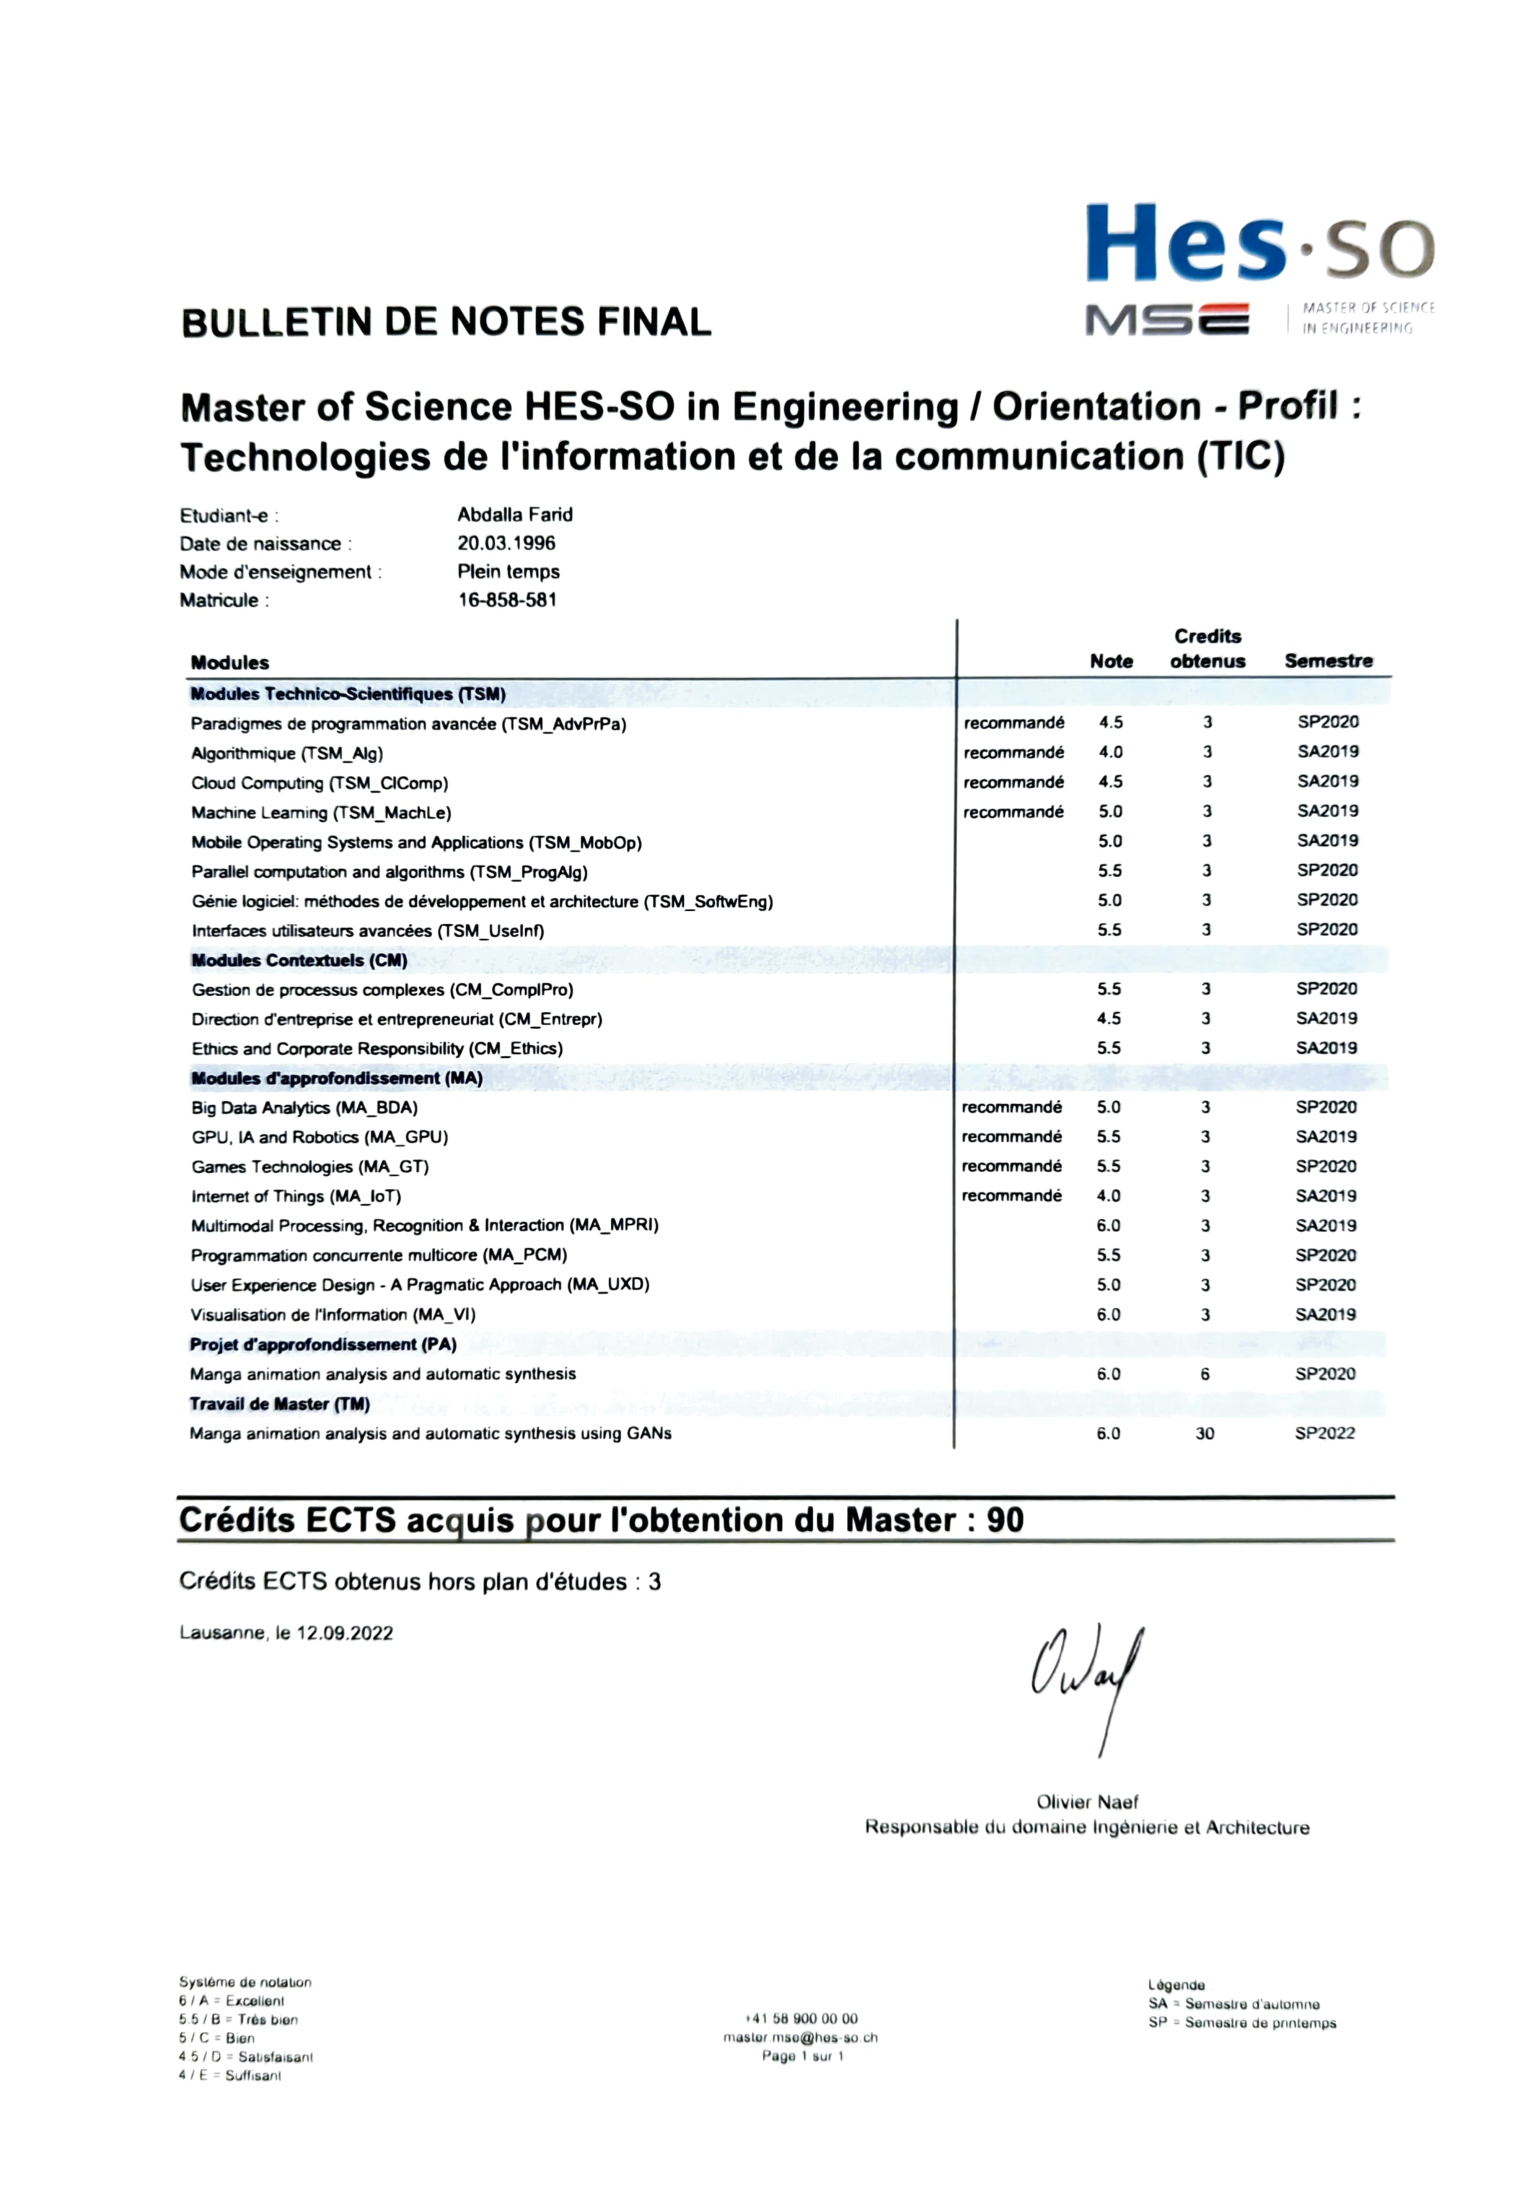 Hes·so
MSE | MASTER OF SCIENCE
IN ENGINEERING
BULLETIN DE NOTES FINAL
Master of Science HES-SO in Engineering / Orientation - Profil :
Technologies de l'information et de la communication (TIC)
Etudiant-e : Abdalla Farid
Date de naissance : 20.03.1996
Mode d'enseignement : Plein temps
Matricule : 16-858-581
Modules Note Credits obtenus Semestre
Modules Technico-Scientifiques (TSM)
Paradigmes de programmation avancée (TSM_AdvPrPa) recommandé 4.5 3 SP2020
Algorithmique (TSM_Alg) recommandé 4.0 3 SA2019
Cloud Computing (TSM_ClComp) recommandé 4.5 3 SA2019
Machine Learning (TSM_MachLe) recommandé 5.0 3 SA2019
Mobile Operating Systems and Applications (TSM_MobOp) 5.0 3 SA2019
Parallel computation and algorithms (TSM_ProgAlg) 5.5 3 SP2020
Génie logiciel: méthodes de développement et architecture (TSM_SoftwEng) 5.0 3 SP2020
Interfaces utilisateurs avancées (TSM_UseInf) 5.5 3 SP2020
Modules Contextuels (CM)
Gestion de processus complexes (CM_ComplPro) 5.5 3 SP2020
Direction d'entreprise et entrepreneuriat (CM_Entrepr) 4.5 3 SA2019
Ethics and Corporate Responsibility (CM_Ethics) 5.5 3 SA2019
Modules d'approfondissement (MA)
Big Data Analytics (MA_BDA) recommandé 5.0 3 SP2020
GPU, IA and Robotics (MA_GPU) recommandé 5.5 3 SA2019
Games Technologies (MA_GT) recommandé 5.5 3 SP2020
Internet of Things (MA_IoT) recommandé 4.0 3 SA2019
Multimodal Processing, Recognition & Interaction (MA_MPRI) 6.0 3 SA2019
Programmation concurrente multicore (MA_PCM) 5.5 3 SP2020
User Experience Design - A Pragmatic Approach (MA_UXD) 5.0 3 SP2020
Visualisation de l'Information (MA_VI) 6.0 3 SA2019
Projet d'approfondissement (PA)
Manga animation analysis and automatic synthesis 6.0 6 SP2020
Travail de Master (TM)
Manga animation analysis and automatic synthesis using GANs 6.0 30 SP2022
Crédits ECTS acquis pour l'obtention du Master : 90
Crédits ECTS obtenus hors plan d'études : 3
Lausanne, le 12.09.2022
Olivier Naef
Responsable du domaine Ingénierie et Architecture
Système de notation
6 / A = Excellent
5.5 / B = Très bien
5 / C = Bien
4.5 / D = Satisfaisant
4 / E = Suffisant
+41 58 900 00 00
master.mse@hes-so.ch
Page 1 sur 1
Légende
SA = Semestre d'automne
SP = Semestre de printemps